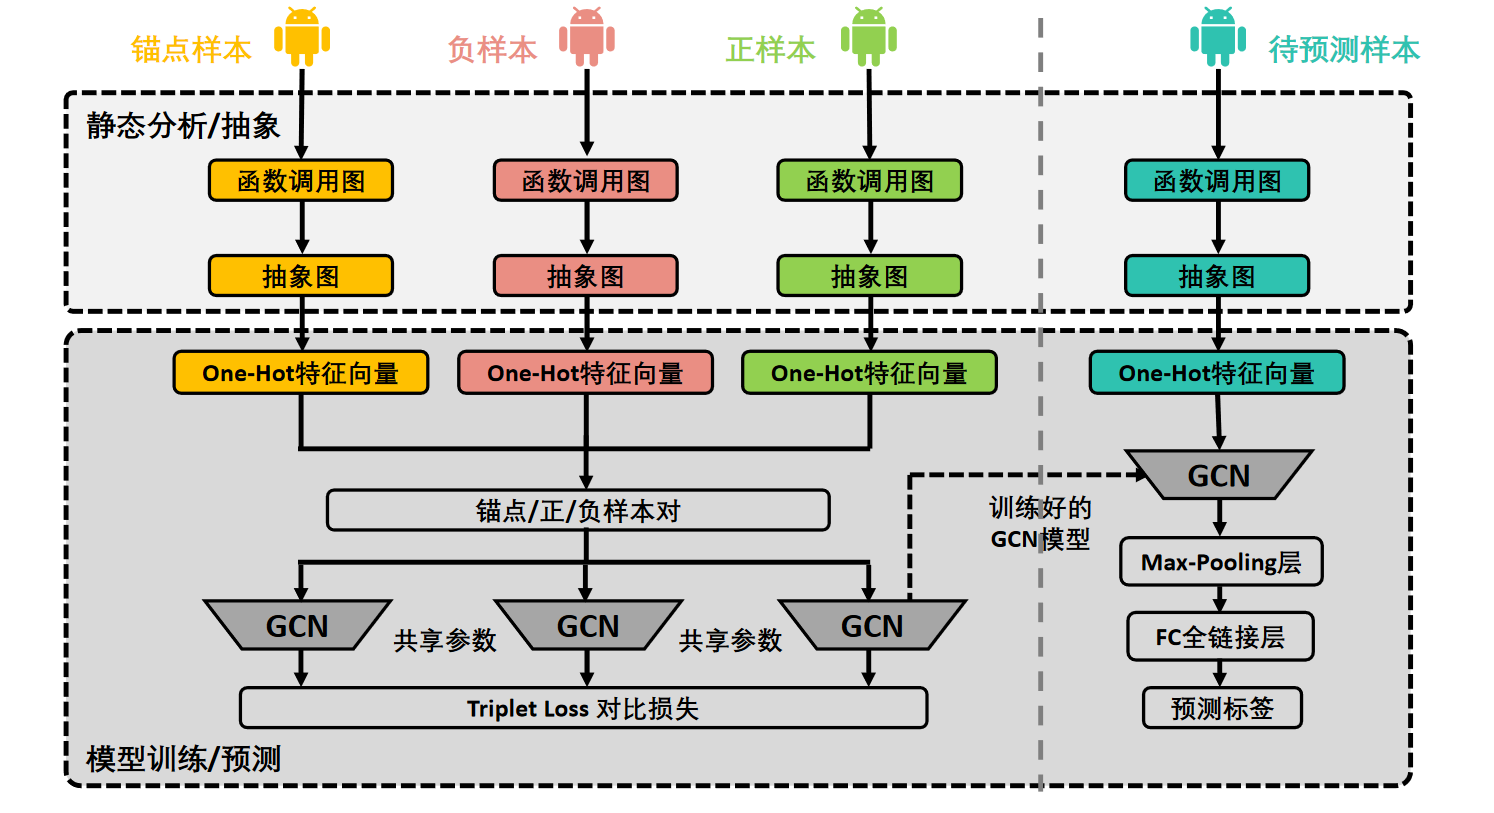 锚点样本
负样本
正样本
待预测样本
静态分析/抽象
函数调用图
函数调用图
函数调用图
函数调用图
抽象图
抽象图
抽象图
抽象图
One-Hot特征向量
One-Hot特征向量
One-Hot特征向量
One-Hot特征向量
锚点/正/负样本对
训练好的
GCN模型
GCN
Max-Pooling层
GCN
共享参数
GCN
共享参数
GCN
FC全链接层
Triplet Loss 对比损失
预测标签
模型训练/预测